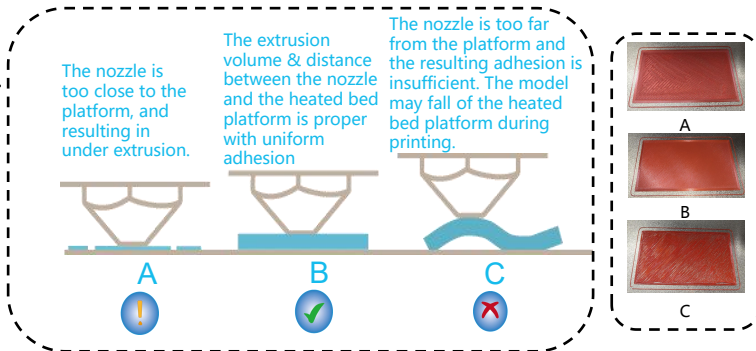 The nozzle is
too close to the
platform, and
resulting in
under extrusion.
The extrusion
volume & distance
between the nozzle
and the heated bed
platform is proper
with uniform
adhesion
The nozzle is too far
from the platform and
the resulting adhesion is
insufficient. The model
may fall of the heated
bed platform during
printing.
A
B
C
A
B
C